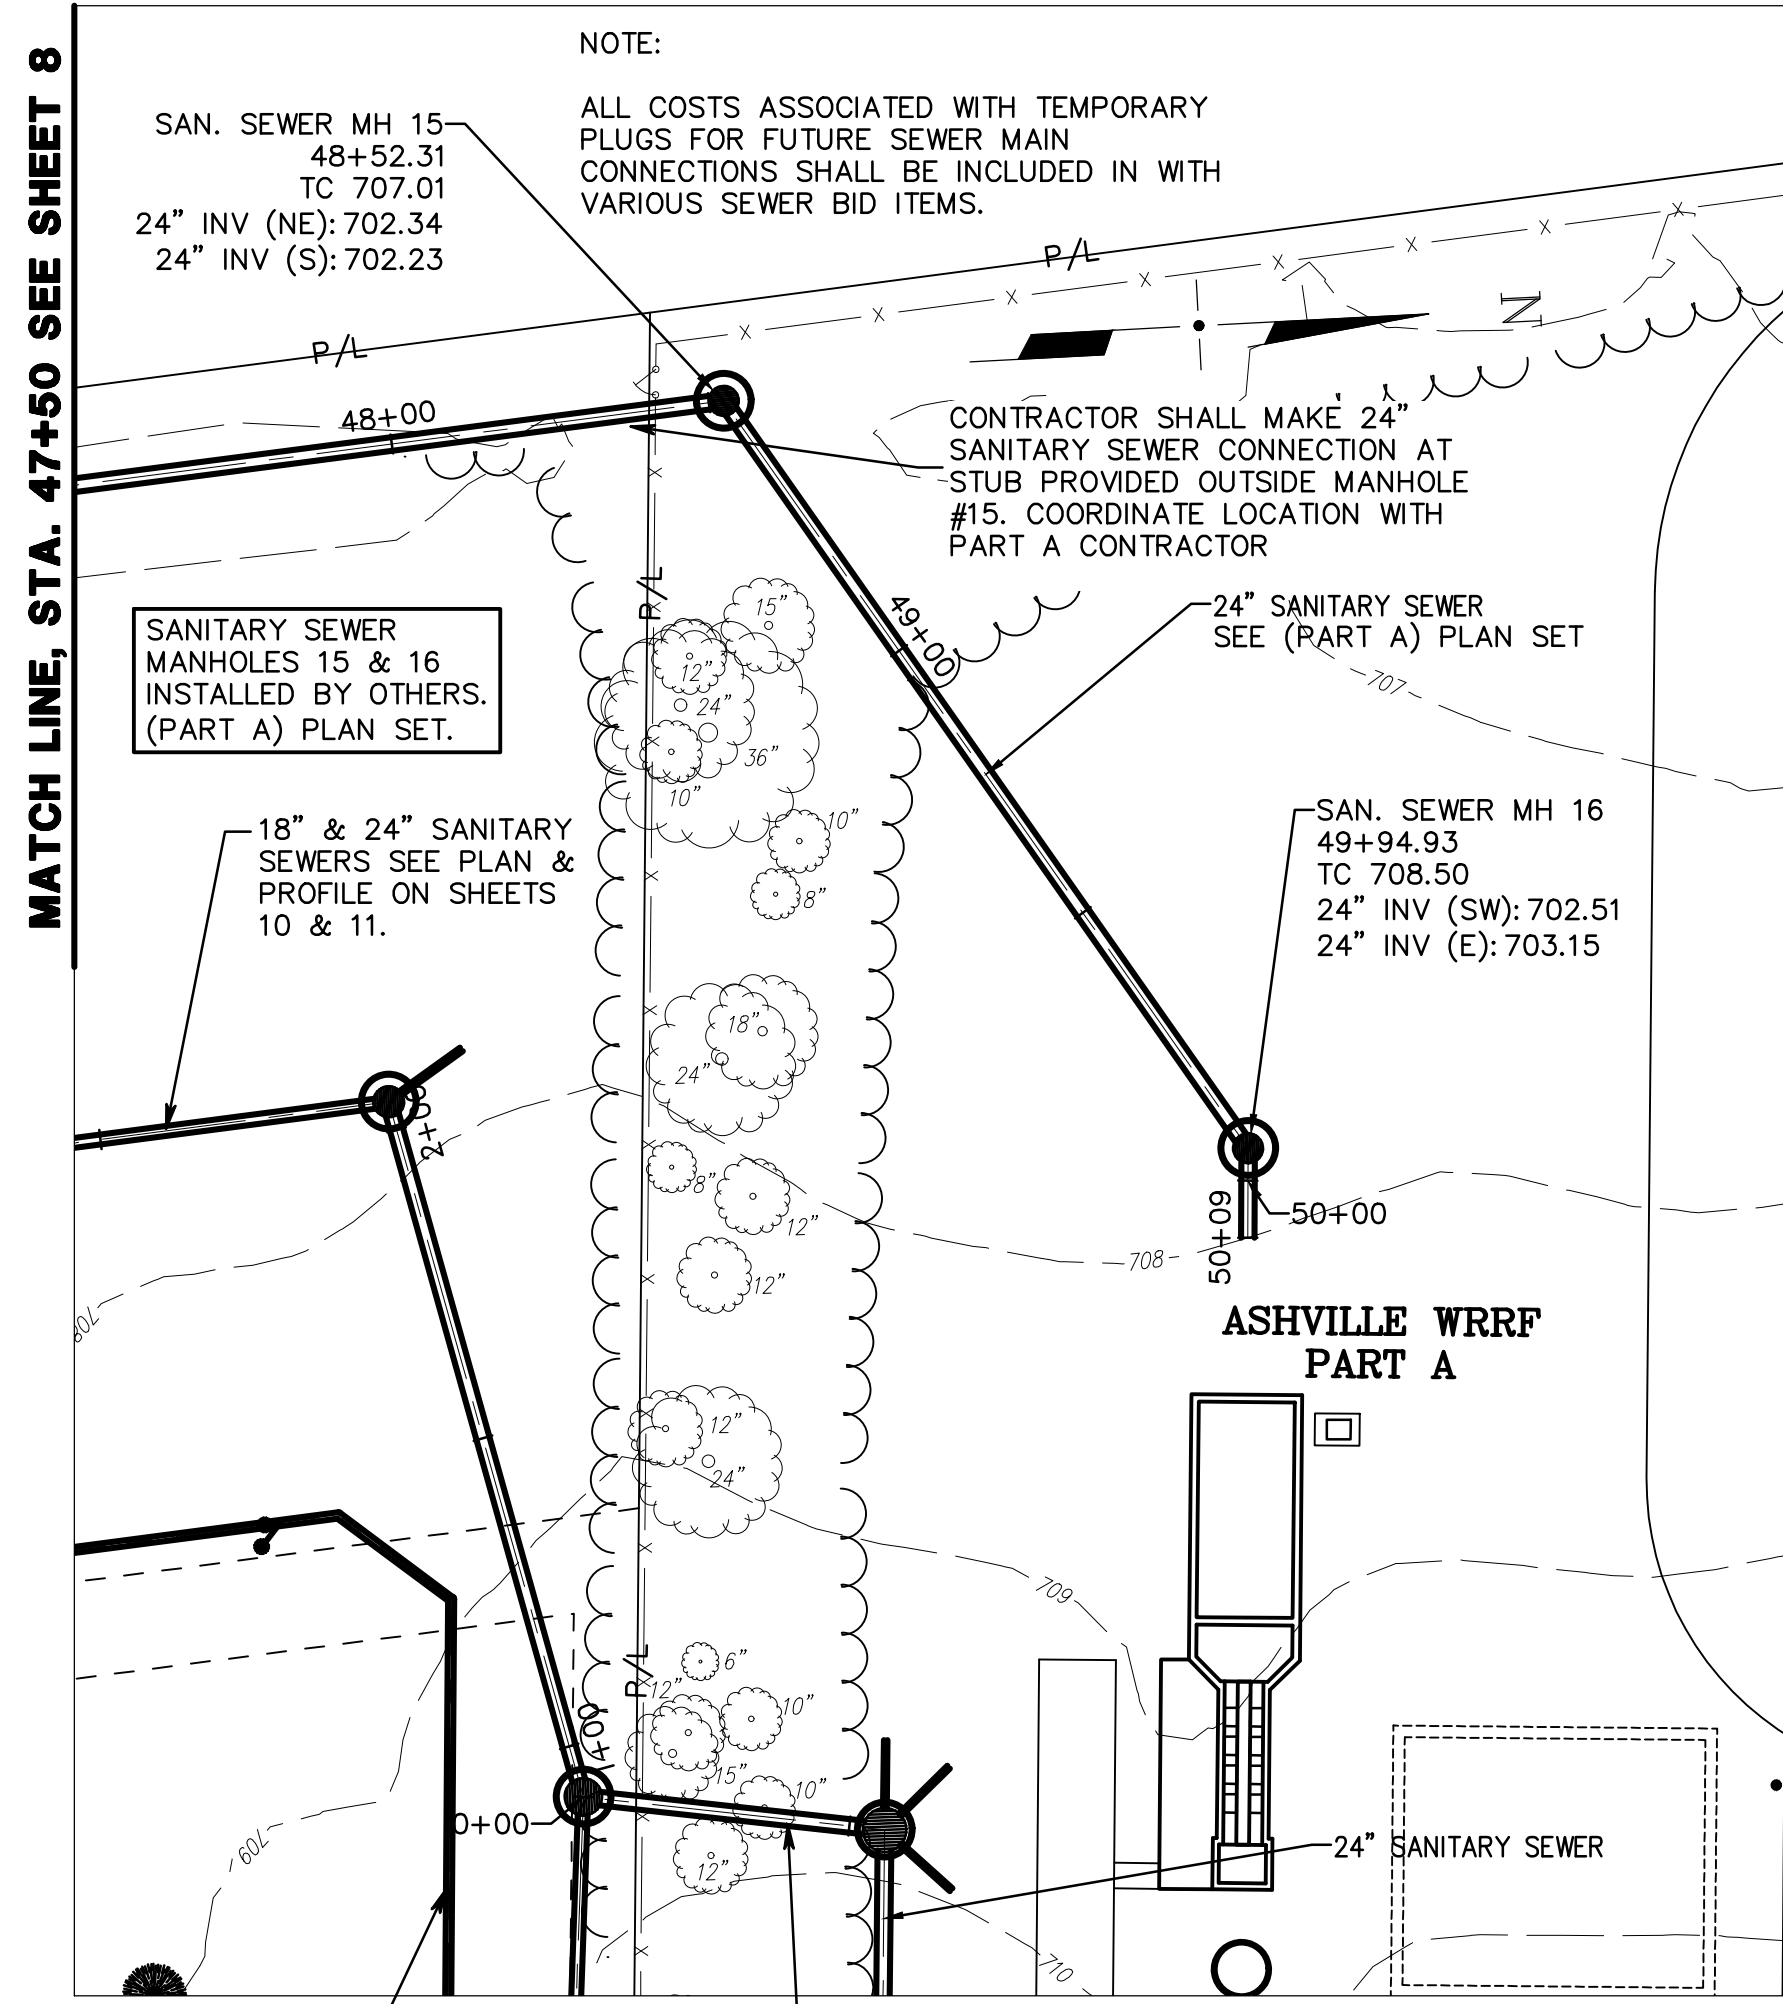 MATCH LINE, STA. 47+50 SEE SHEET 8
NOTE:
ALL COSTS ASSOCIATED WITH TEMPORARY
PLUGS FOR FUTURE SEWER MAIN
CONNECTIONS SHALL BE INCLUDED IN WITH
VARIOUS SEWER BID ITEMS.
SAN. SEWER MH 15
48+52.31
TC 707.01
24" INV (NE): 702.34
24" INV (S): 702.23
P/L
P/L
N
48+00
CONTRACTOR SHALL MAKE 24"
SANITARY SEWER CONNECTION AT
STUB PROVIDED OUTSIDE MANHOLE
#15. COORDINATE LOCATION WITH
PART A CONTRACTOR
P/L
49+00
24" SANITARY SEWER
SEE (PART A) PLAN SET
SANITARY SEWER
MANHOLES 15 & 16
INSTALLED BY OTHERS.
(PART A) PLAN SET.
15"
12"
24"
36"
10"
707
18" & 24" SANITARY
SEWERS SEE PLAN &
PROFILE ON SHEETS
10 & 11.
10"
8"
SAN. SEWER MH 16
49+94.93
TC 708.50
24" INV (SW): 702.51
24" INV (E): 703.15
18"
24"
2+00
8"
12"
12"
50+00
50+09
708
708
ASHVILLE WRRF
PART A
12"
24"
709
P/L
6"
12"
10"
15"
10"
12"
1+00
0+00
709
24" SANITARY SEWER
710